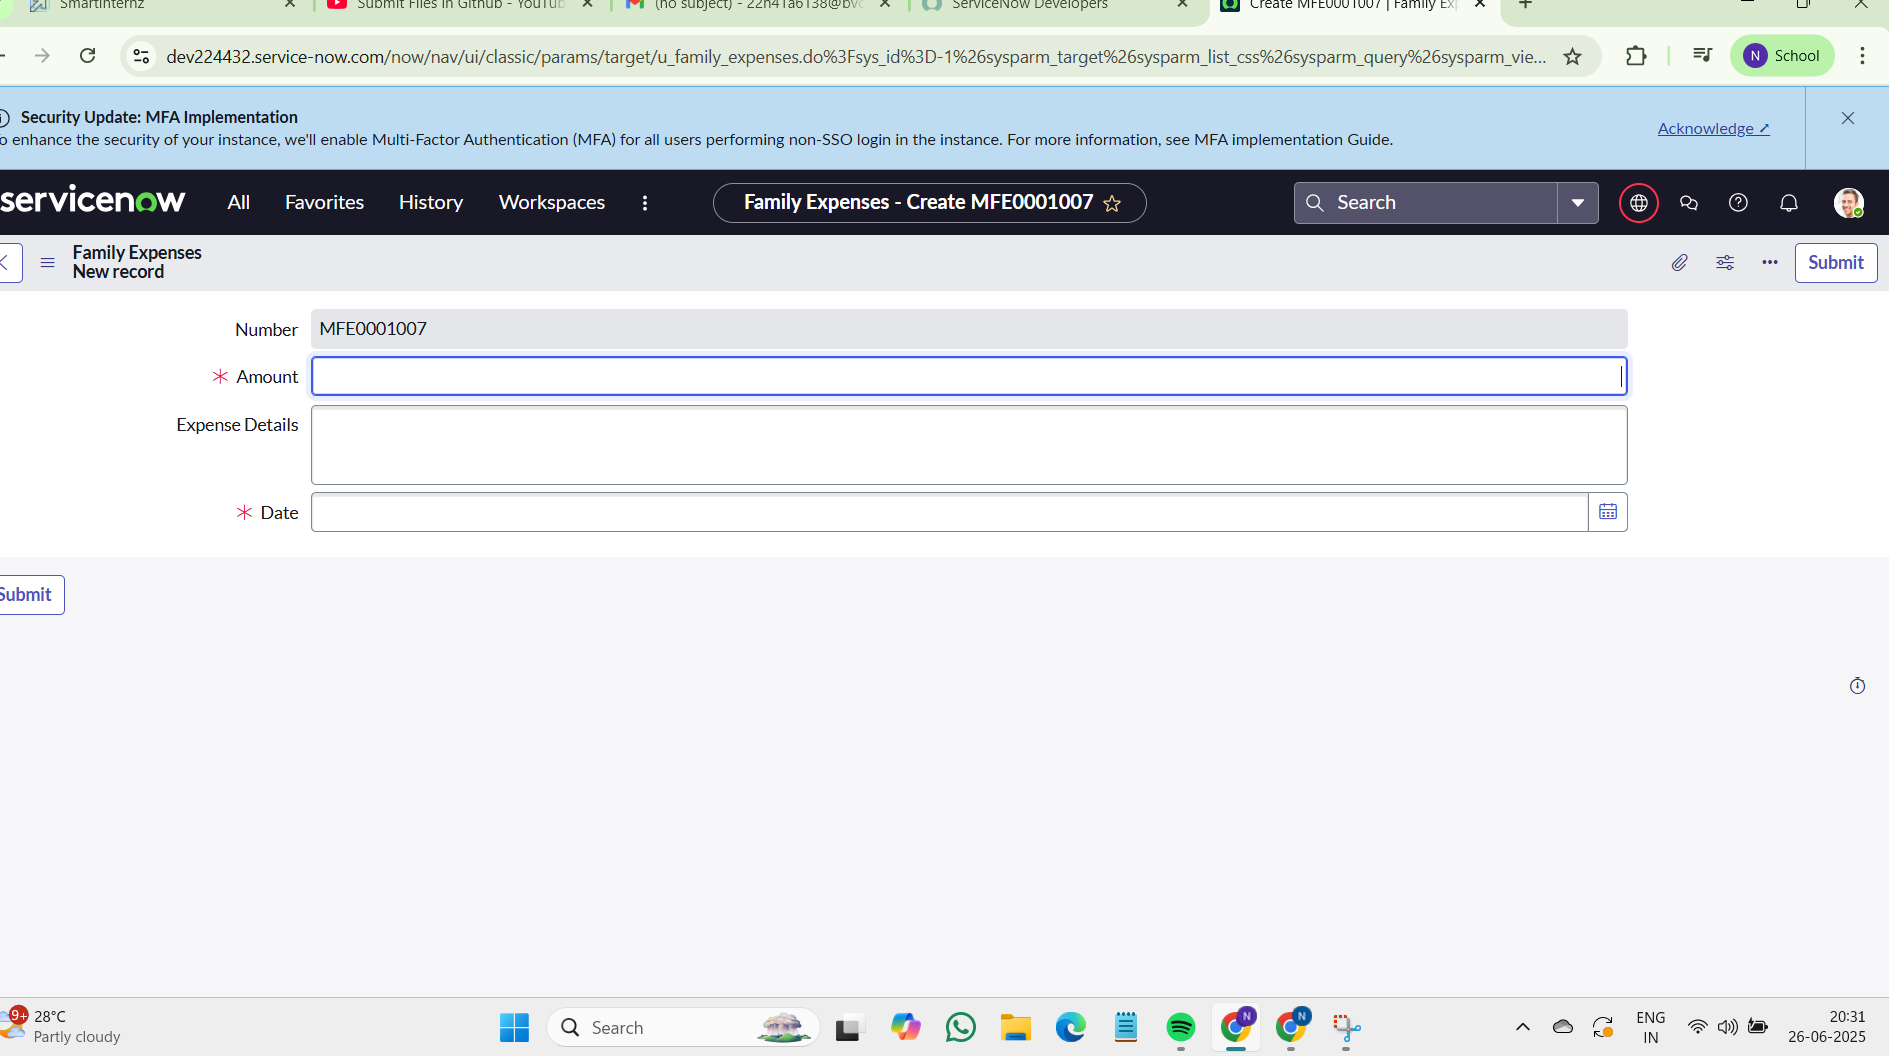 Smartinternz
Submit Files in Github - YouTub
(no subject) - 22h41a6138@bvc
ServiceNow Developers
Create MFE0001007 | Family Exp
dev224432.service-now.com/now/nav/ui/classic/params/target/u_family_expenses.do%3Fsys_id%3D-1%26sysparm_target%26sysparm_list_css%26sysparm_query%26sysparm_vie...
N
School
Security Update: MFA Implementation
o enhance the security of your instance, we'll enable Multi-Factor Authentication (MFA) for all users performing non-SSO login in the instance. For more information, see MFA implementation Guide.
Acknowledge ↗
servicenow
All
Favorites
History
Workspaces
Family Expenses - Create MFE0001007
Search
Family Expenses
New record
Submit
Number
MFE0001007
Amount
Expense Details
Date
Submit
9+
28°C
Partly cloudy
Search
N
N
ENG
IN
20:31
26-06-2025